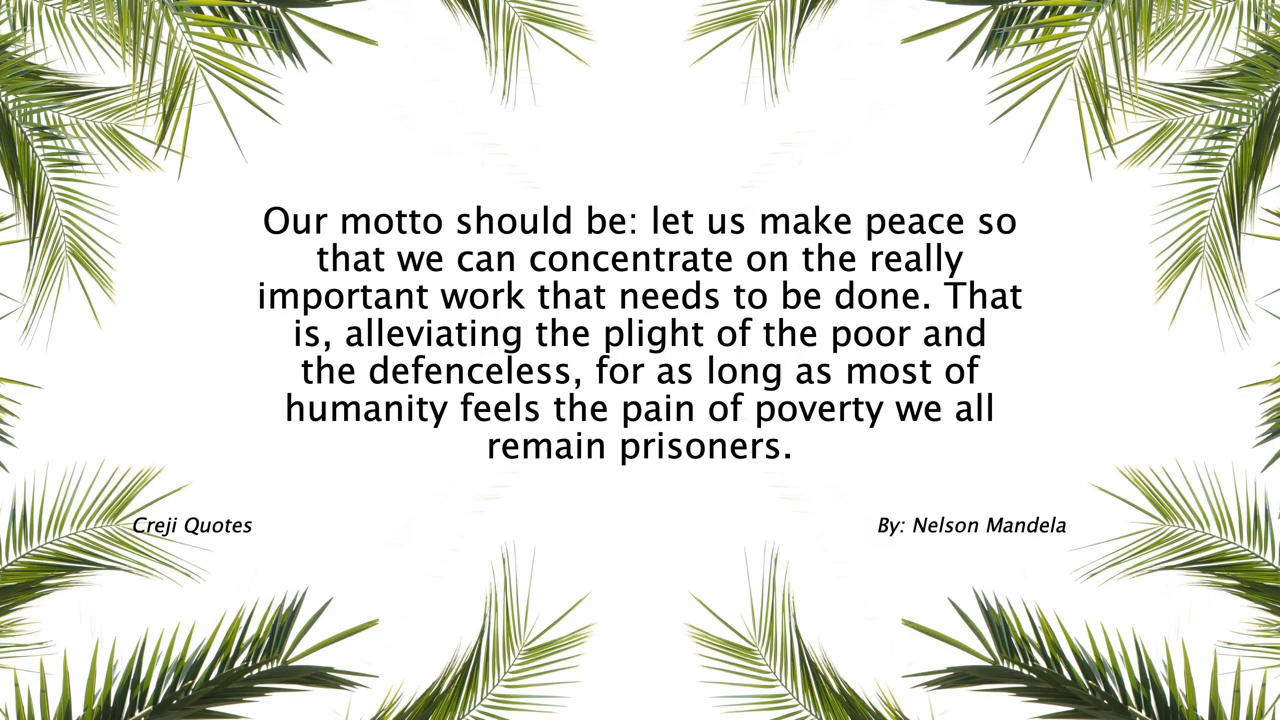 Our motto should be: let us make peace so
that we can concentrate on the really
important work that needs to be done. That
is, alleviating the plight of the poor and
the defenceless, for as long as most of
humanity feels the pain of poverty we all
remain prisoners.
Creji Quotes
By: Nelson Mandela